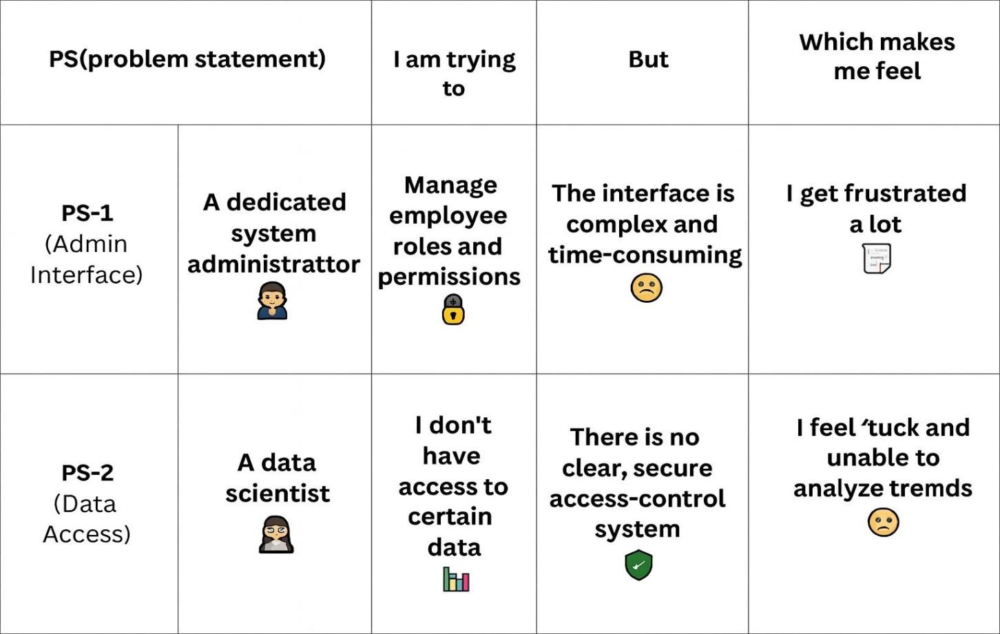 PS(problem statement)
I am trying
to
But
Which makes
me feel
PS-1
(Admin
Interface)
A dedicated
system
administrattor
Manage
employee
roles and
permissions
The interface is
complex and
time-consuming
I get frustrated
a lot
PS-2
(Data
Access)
A data
scientist
I don't
have
access to
certain
data
There is no
clear, secure
access-control
system
I feel ‘tuck and
unable to
analyze tremds